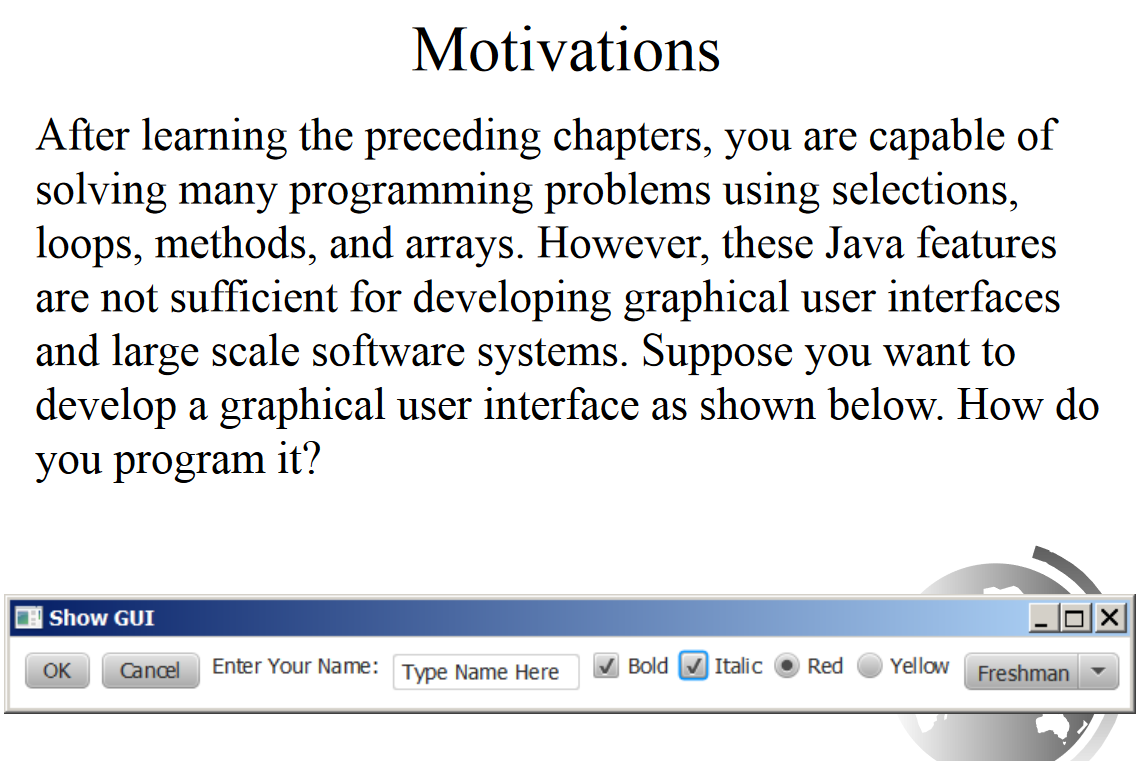 Motivations
After learning the preceding chapters, you are capable of
solving many programming problems using selections,
loops, methods, and arrays. However, these Java features
are not sufficient for developing graphical user interfaces
and large scale software systems. Suppose you want to
develop a graphical user interface as shown below. How do
you program it?
Show GUI
OK Cancel Enter Your Name: Type Name Here Bold Italic Red Yellow Freshman